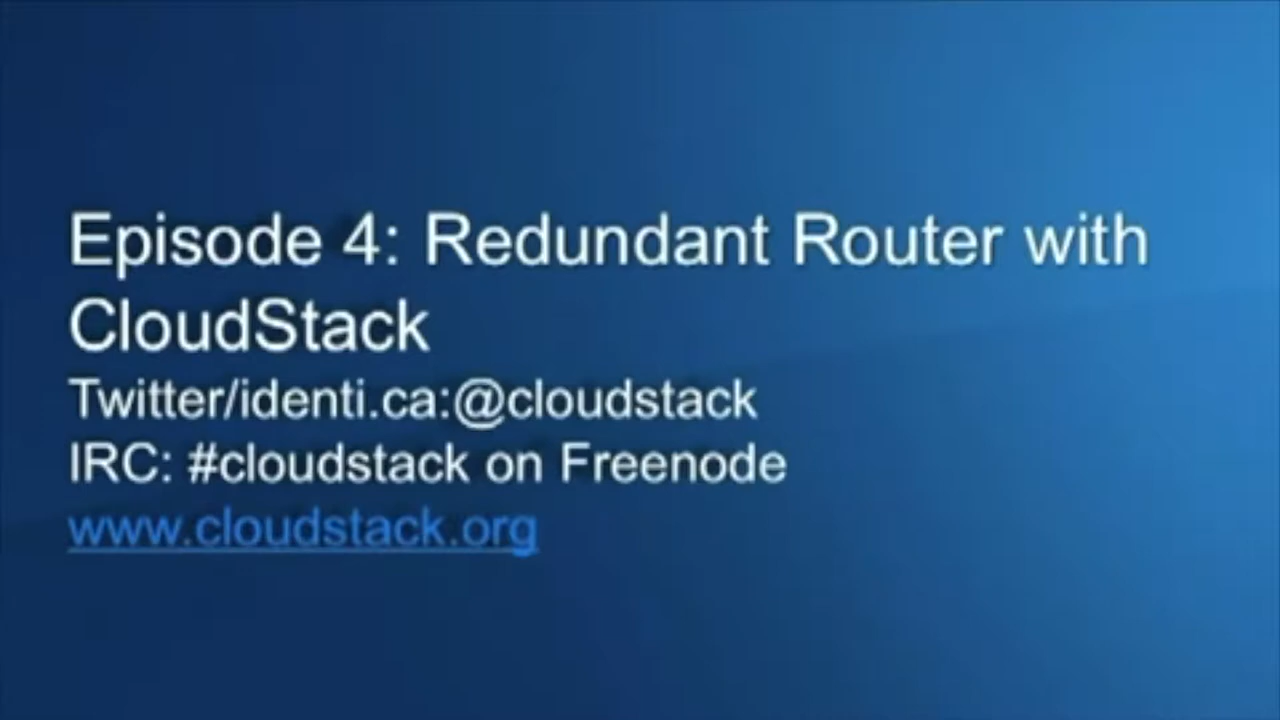 Episode 4: Redundant Router with
CloudStack
Twitter/identi.ca:@cloudstack
IRC: #cloudstack on Freenode
www.cloudstack.org